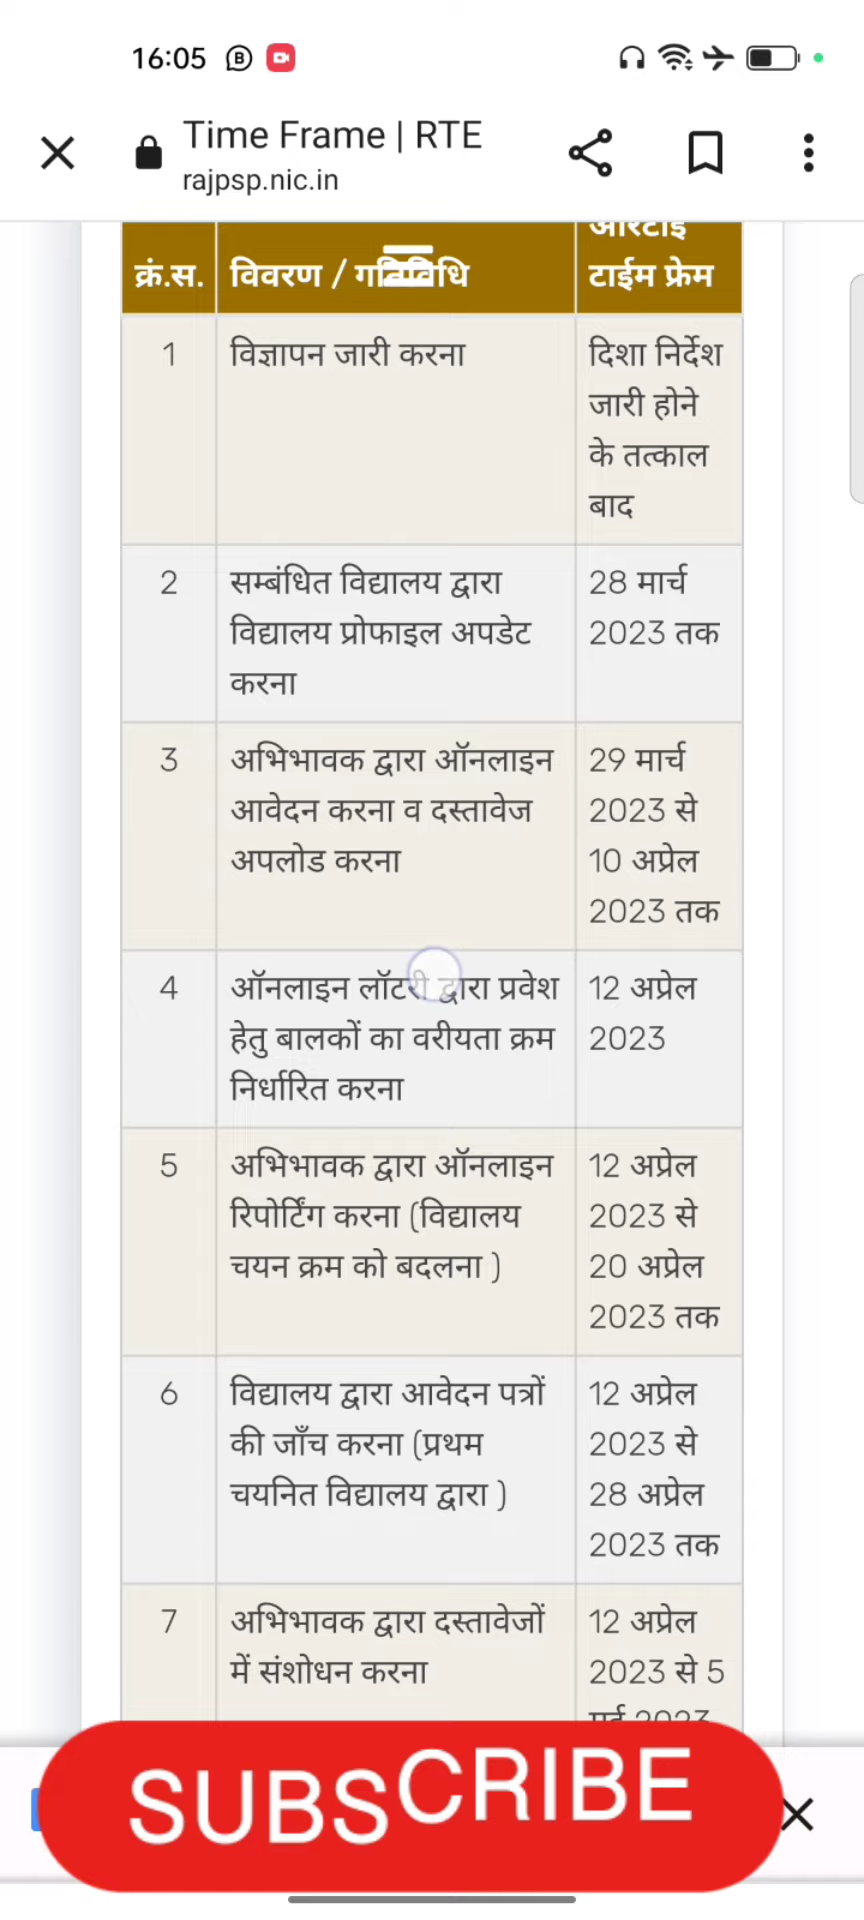 16:05
Time Frame | RTE
rajpsp.nic.in
आरटीई
क्रं.स. विवरण / गतिविधि टाईम फ्रेम
1 विज्ञापन जारी करना दिशा निर्देश
जारी होने
के तत्काल
बाद
2 सम्बंधित विद्यालय द्वारा 28 मार्च
विद्यालय प्रोफाइल अपडेट 2023 तक
करना
3 अभिभावक द्वारा ऑनलाइन 29 मार्च
आवेदन करना व दस्तावेज 2023 से
अपलोड करना 10 अप्रेल
2023 तक
4 ऑनलाइन लॉटरी द्वारा प्रवेश 12 अप्रेल
हेतु बालकों का वरीयता क्रम 2023
निर्धारित करना
5 अभिभावक द्वारा ऑनलाइन 12 अप्रेल
रिपोर्टिंग करना (विद्यालय 2023 से
चयन क्रम को बदलना ) 20 अप्रेल
2023 तक
6 विद्यालय द्वारा आवेदन पत्रों 12 अप्रेल
की जाँच करना (प्रथम 2023 से
चयनित विद्यालय द्वारा ) 28 अप्रेल
2023 तक
7 अभिभावक द्वारा दस्तावेजों 12 अप्रेल
में संशोधन करना 2023 से 5
मई 2023
SUBSCRIBE